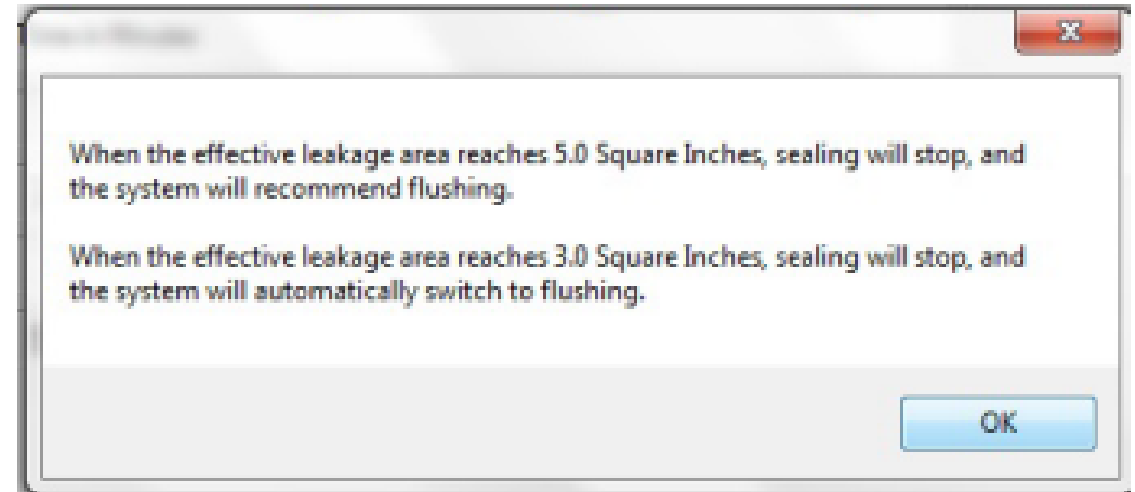 When the effective leakage area reaches 5.0 Square Inches, sealing will stop, and
the system will recommend flushing.
When the effective leakage area reaches 3.0 Square Inches, sealing will stop, and
the system will automatically switch to flushing.
OK